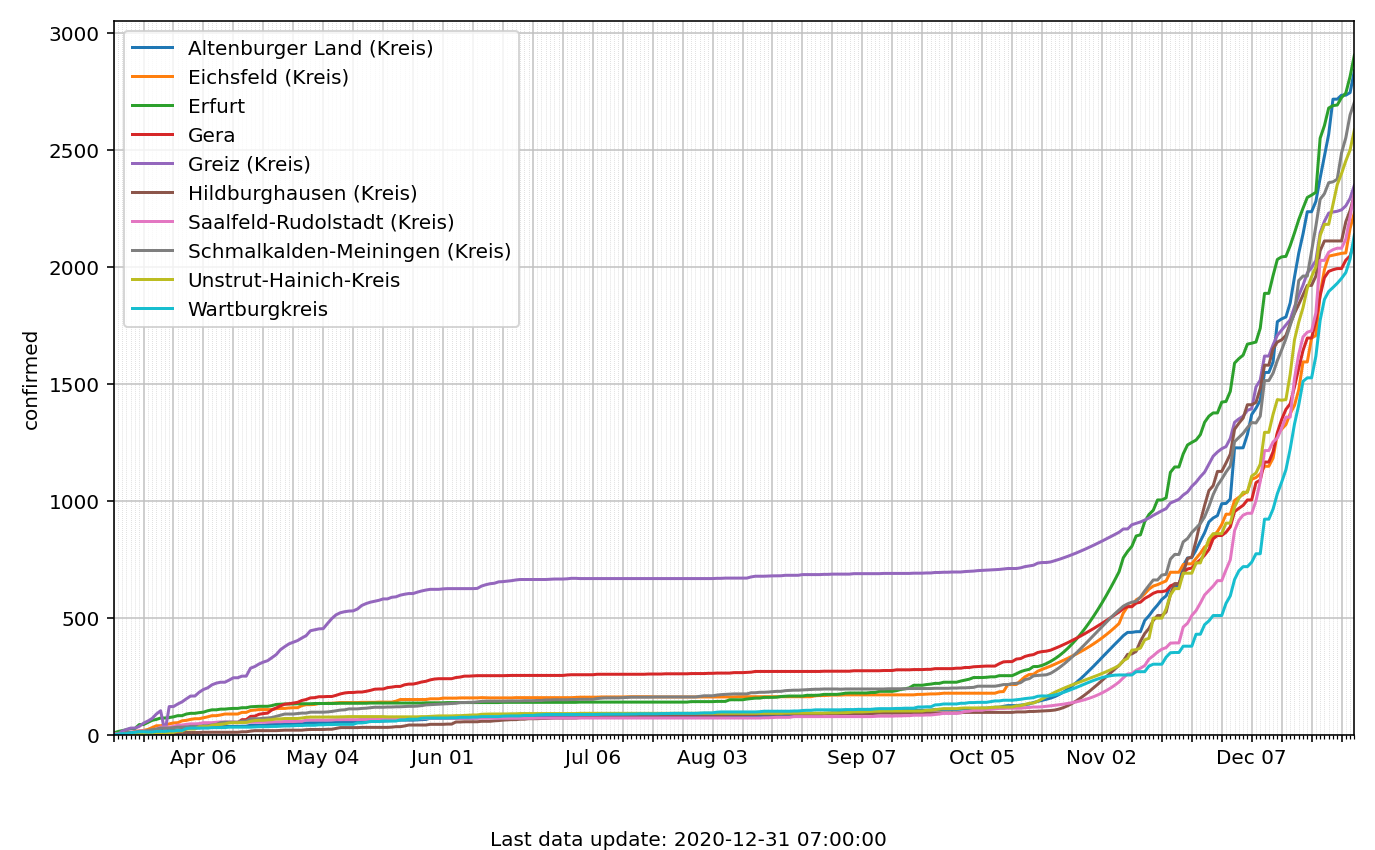 3000
2500
2000
1500
1000
500
0
confirmed
Altenburger Land (Kreis)
Eichsfeld (Kreis)
Erfurt
Gera
Greiz (Kreis)
Hildburghausen (Kreis)
Saalfeld-Rudolstadt (Kreis)
Schmalkalden-Meiningen (Kreis)
Unstrut-Hainich-Kreis
Wartburgkreis
Apr 06 May 04 Jun 01 Jul 06 Aug 03 Sep 07 Oct 05 Nov 02 Dec 07
Last data update: 2020-12-31 07:00:00